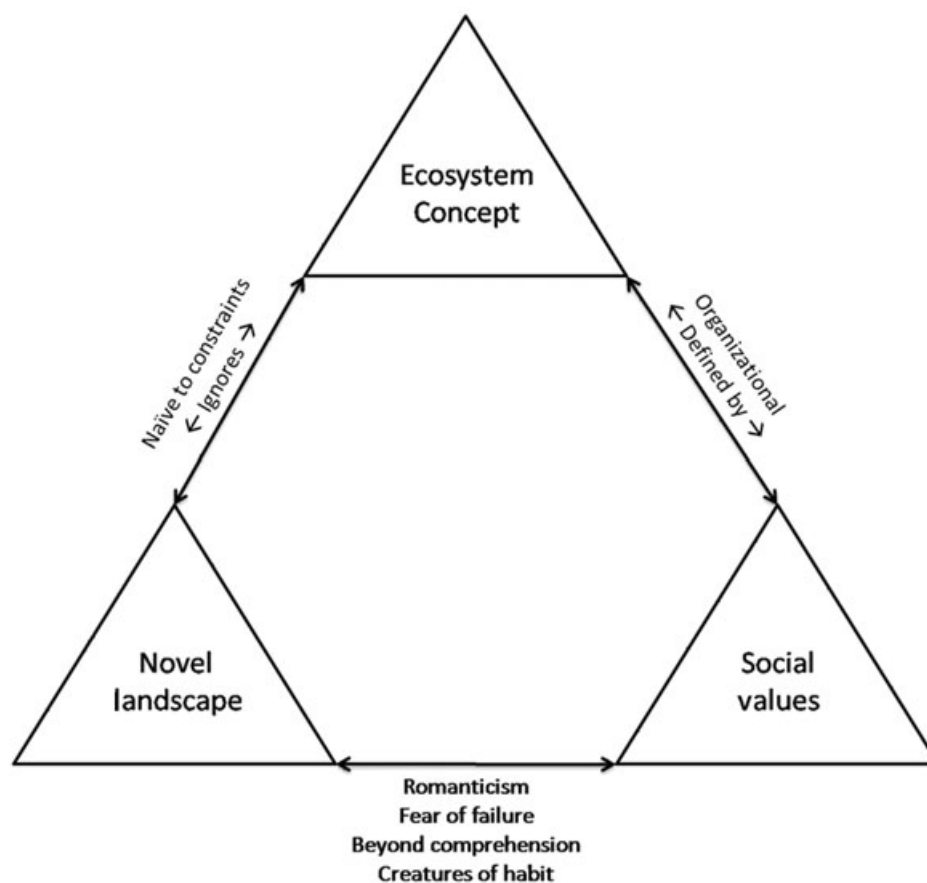 Ecosystem
Concept
Naïve to constraints
← Ignores →
Organizational
← Defined by →
Novel
landscape
Social
values
Romanticism
Fear of failure
Beyond comprehension
Creatures of habit